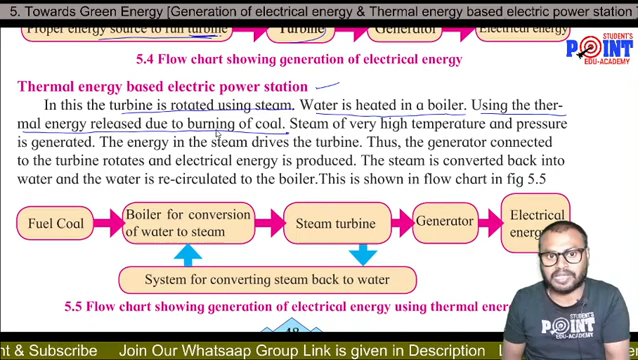 5. Towards Green Energy [Generation of electrical energy & Thermal energy based electric power station
Proper energy source to run turbine
Turbine
Generator
Electrical energy
STUDENT'S
POINT
EDU-ACADEMY
5.4 Flow chart showing generation of electrical energy
Thermal energy based electric power station
In this the turbine is rotated using steam. Water is heated in a boiler. Using the ther-
mal energy released due to burning of coal. Steam of very high temperature and pressure
is generated. The energy in the steam drives the turbine. Thus, the generator connected
to the turbine rotates and electrical energy is produced. The steam is converted back into
water and the water is re-circulated to the boiler.This is shown in flow chart in fig 5.5
Fuel Coal
Boiler for conversion
of water to steam
Steam turbine
Generator
Electrical
System for converting steam back to water
5.5 Flow chart showing generation of electrical energy using thermal
48
POINT
& Subscribe Join Our Whatsaap Group Link is given in Description